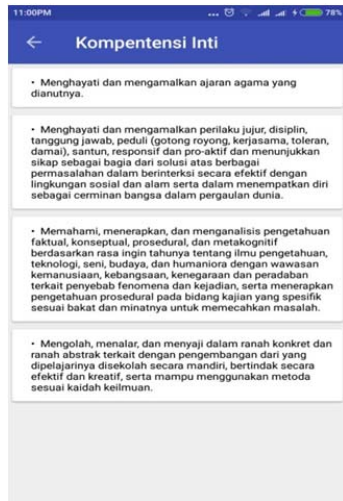 11:00PM ... 78%
Kompentensi Inti
• Menghayati dan mengamalkan ajaran agama yang
dianutnya.
• Menghayati dan mengamalkan perilaku jujur, disiplin,
tanggung jawab, peduli (gotong royong, kerjasama, toleran,
damai), santun, responsif dan pro-aktif dan menunjukkan
sikap sebagai bagia dari solusi atas berbagai
permasalahan dalam berinterksi secara efektif dengan
lingkungan sosial dan alam serta dalam menempatkan diri
sebagai cerminan bangsa dalam pergaulan dunia.
• Memahami, menerapkan, dan menganalisis pengetahuan
faktual, konseptual, prosedural, dan metakognitif
berdasarkan rasa ingin tahunya tentang ilmu pengetahuan,
teknologi, seni, budaya, dan humaniora dengan wawasan
kemanusiaan, kebangsaan, kenegaraan dan peradaban
terkait penyebab fenomena dan kejadian, serta menerapkan
pengetahuan prosedural pada bidang kajian yang spesifik
sesuai bakat dan minatnya untuk memecahkan masalah.
• Mengolah, menalar, dan menyaji dalam ranah konkret dan
ranah abstrak terkait dengan pengembangan dari yang
dipelajarinya disekolah secara mandiri, bertindak secara
efektif dan kreatif, serta mampu menggunakan metoda
sesuai kaidah keilmuan.